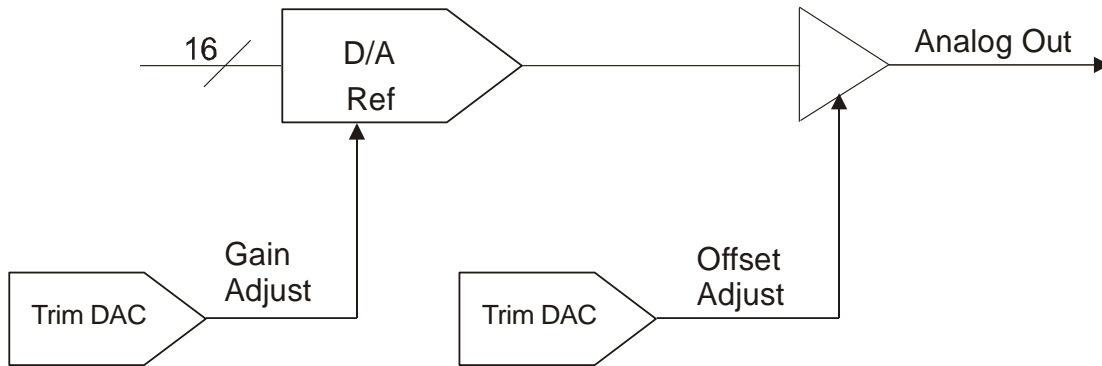 16
D/A
Ref
Analog Out
Gain
Adjust
Offset
Adjust
Trim DAC
Trim DAC